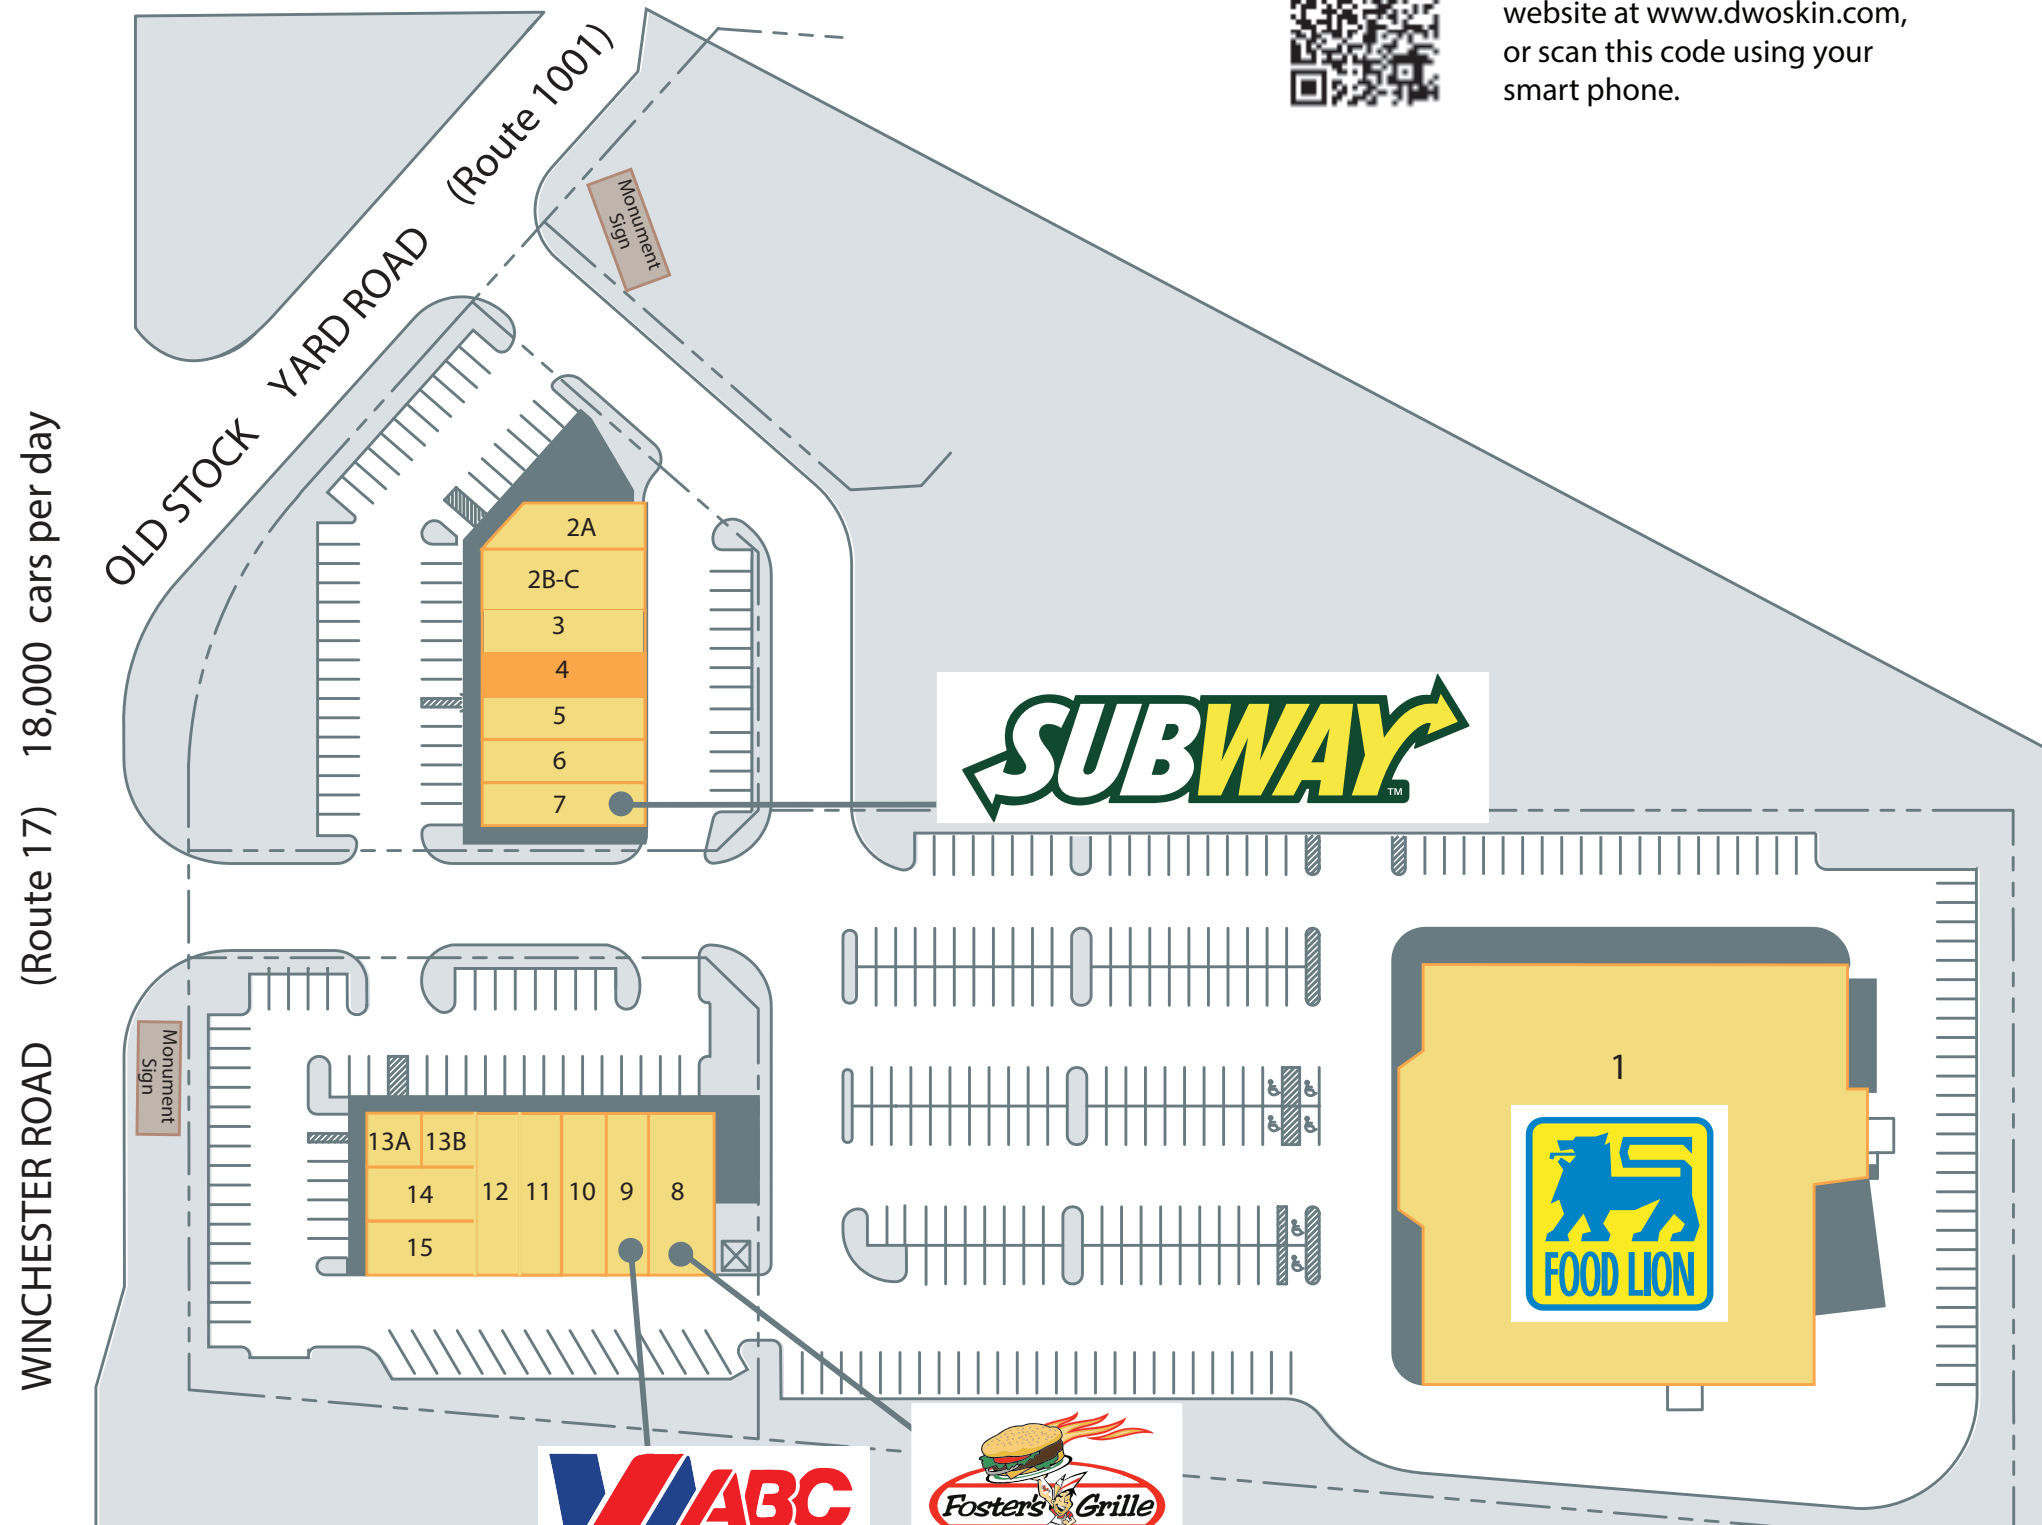 website at www.dwoskin.com,
or scan this code using your
smart phone.
OLD STOCK YARD ROAD (Route 1001)
Monument
Sign
WINCHESTER ROAD (Route 17) 18,000 cars per day
2A
2B-C
3
4
5
6
7
SUBWAY™
Monument
Sign
13A
13B
14
15
12
11
10
9
8
1
FOOD LION
ABC
Foster's Grille